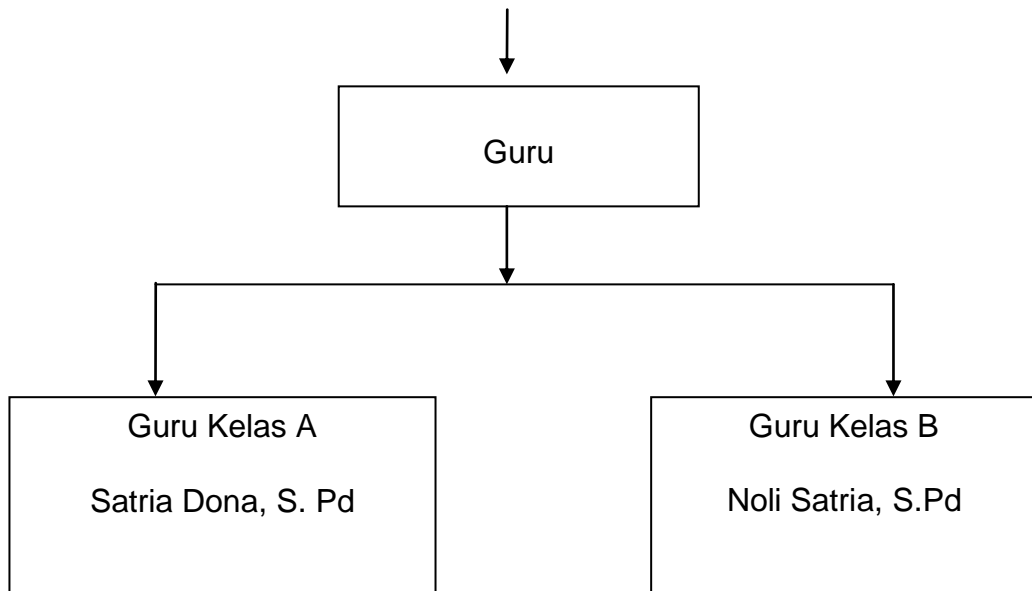 Guru
Guru Kelas A
Satria Dona, S. Pd
Guru Kelas B
Noli Satria, S.Pd